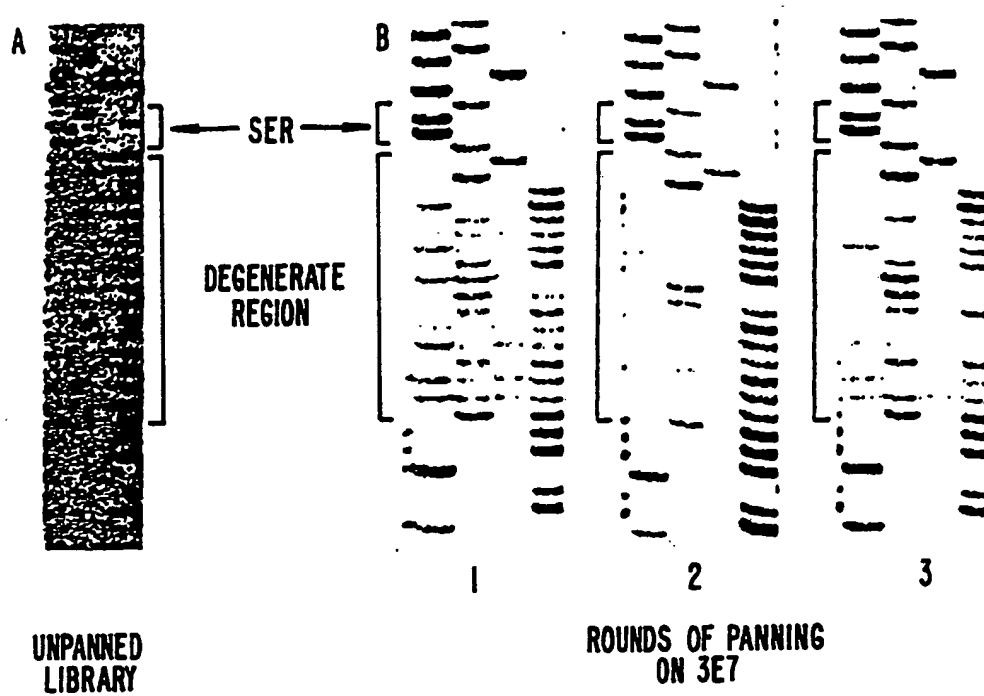 A
B
SER
DEGENERATE
REGION
1
2
3
UNPANNED
LIBRARY
ROUNDS OF PANNING
ON 3E7